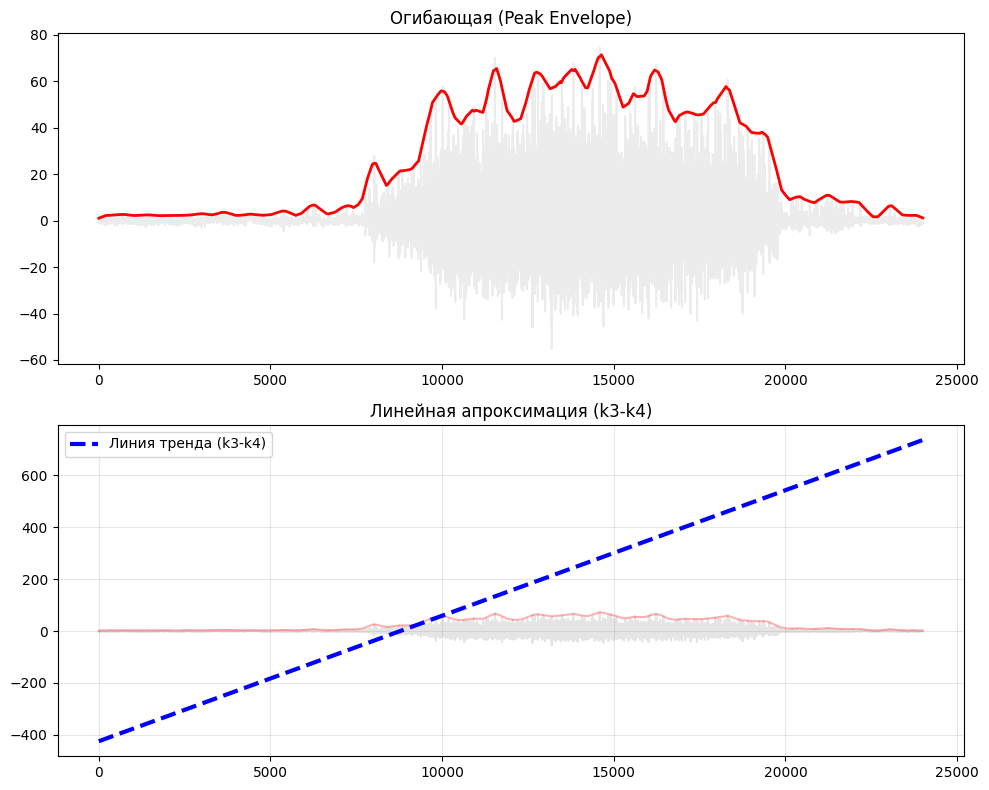 Огибающая (Peak Envelope)
80
60
40
20
0
−20
−40
−60
0 5000 10000 15000 20000 25000
Линейная апроксимация (k3-k4)
Линия тренда (k3-k4)
600
400
200
0
−200
−400
0 5000 10000 15000 20000 25000